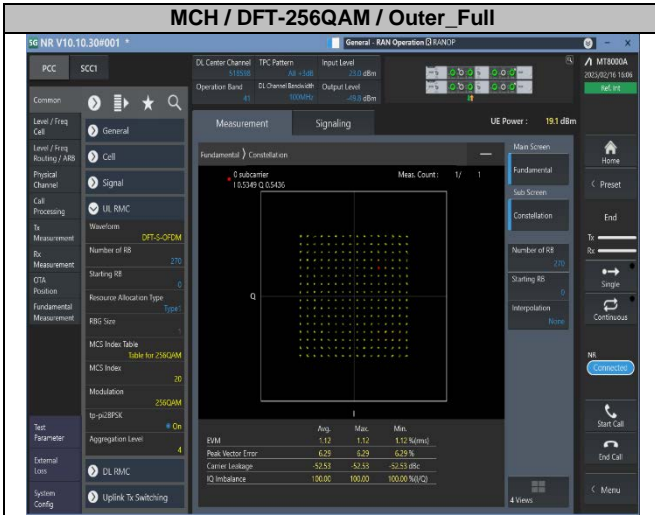 MCH / DFT-256QAM / Outer_Full
5G NR V10.10.30#001 *
General - RAN Operation RANOP
PCC SCC1
DL Center Channel TPC Pattern Input Level
518598 All +3dB 23.0 dBm
Operation Band DL Channel Bandwidth Output Level
41 100MHz -49.8 dBm
MT8000A
2025/02/16 16:06
Ref: Int
Common
Level / Freq Cell
Level / Freq Routing / ARB
Physical Channel
Call Processing
Tx Measurement
Rx Measurement
OTA Position
Fundamental Measurement
Test Parameter
External Loss
System Config
General
Cell
Signal
UL RMC
Waveform
DFT-S-OFDM
Number of RB
270
Starting RB
0
Resource Allocation Type
Type1
RBG Size
1
MCS Index Table
Table for 256QAM
MCS Index
20
Modulation
256QAM
tp-pi2BPSK
On
Aggregation Level
4
DL RMC
Uplink Tx Switching
Measurement Signaling UE Power : 19.1 dBm
Fundamental Constellation
0 subcarrier Meas. Count : 1/ 1
I 0.5349 Q 0.5436
Q
I
Avg. Max. Min.
EVM 1.12 1.12 1.12 %(rms)
Peak Vector Error 6.29 6.29 6.29 %
Carrier Leakage -52.53 -52.53 -52.53 dBc
IQ Imbalance 100.00 100.00 100.00 %(I/Q)
Main Screen
Fundamental
Sub Screen
Constellation
Number of RB
270
Starting RB
0
Interpolation
None
4 Views
Home
Preset
End
Tx
Rx
Single
Continuous
NR
Connected
Start Call
End Call
Menu